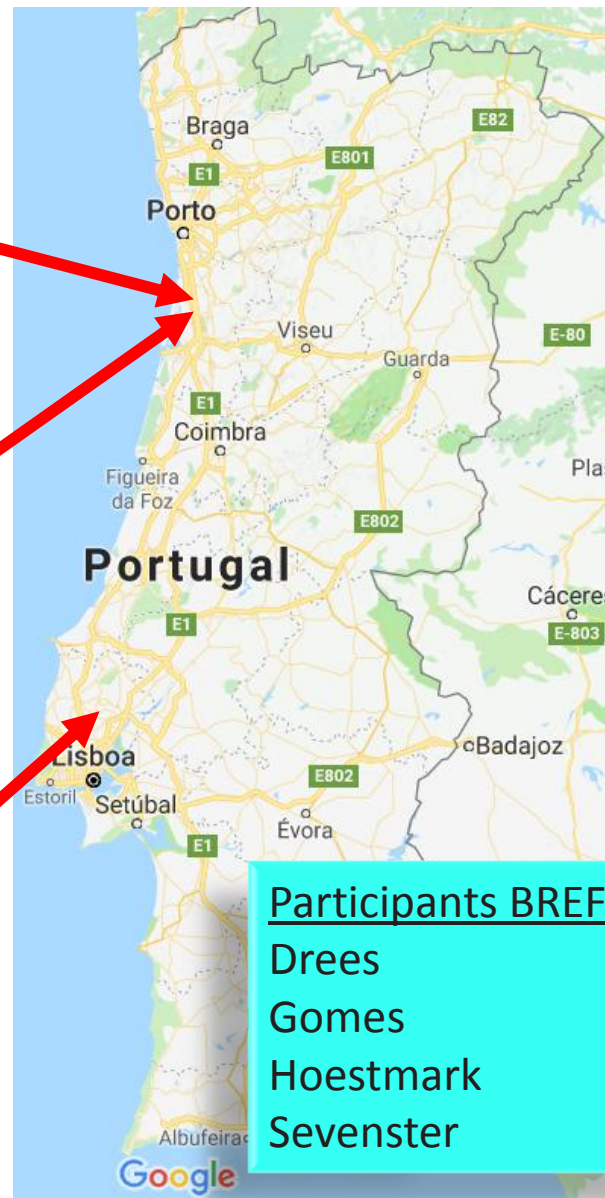 Braga
E82
E801
E1
Porto
Viseu
E-80
Guarda
E1
Coimbra
Figueira
da Foz
Plas
E802
Portugal
Cáceres
E1
E-803
Lisboa
Badajoz
Estoril
E802
Setúbal
Évora
E1
Participants BREF
Drees
Gomes
Hoestmark
Sevenster
Albufeira
Google